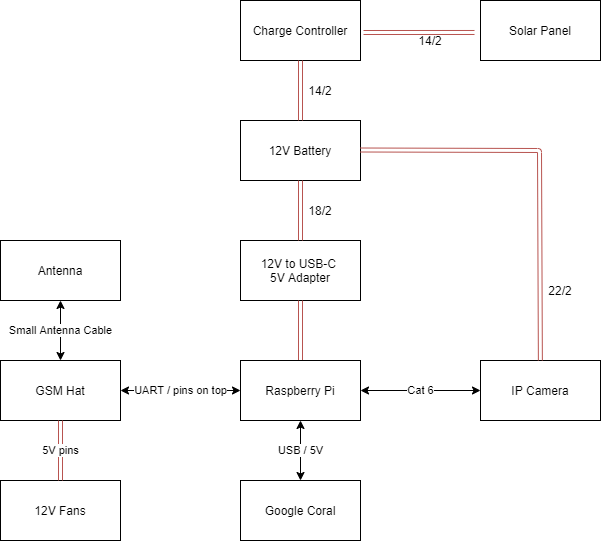 Charge Controller
14/2
Solar Panel
14/2
12V Battery
18/2
Antenna
12V to USB-C
5V Adapter
22/2
Small Antenna Cable
GSM Hat
UART / pins on top
Raspberry Pi
Cat 6
IP Camera
5V pins
USB / 5V
12V Fans
Google Coral